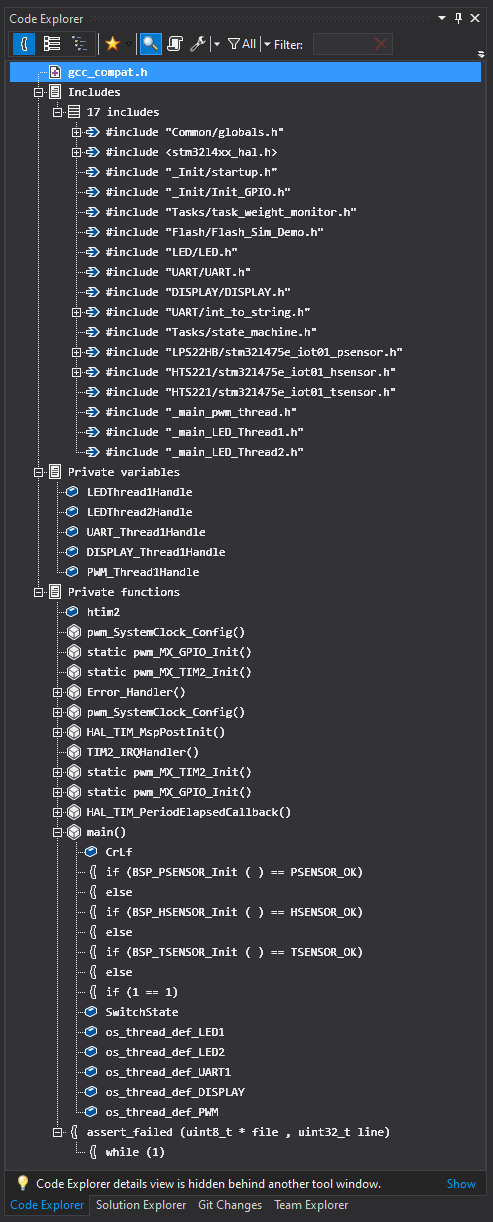 Code Explorer
All Filter:
gcc_compat.h
Includes
17 includes
#include "Common/globals.h"
#include <stm32l4xx_hal.h>
#include "_Init/startup.h"
#include "_Init/Init_GPIO.h"
#include "Tasks/task_weight_monitor.h"
#include "Flash/Flash_Sim_Demo.h"
#include "LED/LED.h"
#include "UART/UART.h"
#include "DISPLAY/DISPLAY.h"
#include "UART/int_to_string.h"
#include "Tasks/state_machine.h"
#include "LPS22HB/stm32l475e_iot01_psensor.h"
#include "HTS221/stm32l475e_iot01_hsensor.h"
#include "HTS221/stm32l475e_iot01_tsensor.h"
#include "_main_pwm_thread.h"
#include "_main_LED_Thread1.h"
#include "_main_LED_Thread2.h"
Private variables
LEDThread1Handle
LEDThread2Handle
UART_Thread1Handle
DISPLAY_Thread1Handle
PWM_Thread1Handle
Private functions
htim2
pwm_SystemClock_Config()
static pwm_MX_GPIO_Init()
static pwm_MX_TIM2_Init()
Error_Handler()
pwm_SystemClock_Config()
HAL_TIM_MspPostInit()
TIM2_IRQHandler()
static pwm_MX_TIM2_Init()
static pwm_MX_GPIO_Init()
HAL_TIM_PeriodElapsedCallback()
main()
CrLf
if (BSP_PSENSOR_Init ( ) == PSENSOR_OK)
else
if (BSP_HSENSOR_Init ( ) == HSENSOR_OK)
else
if (BSP_TSENSOR_Init ( ) == TSENSOR_OK)
else
if (1 == 1)
SwitchState
os_thread_def_LED1
os_thread_def_LED2
os_thread_def_UART1
os_thread_def_DISPLAY
os_thread_def_PWM
assert_failed (uint8_t * file , uint32_t line)
while (1)
Code Explorer details view is hidden behind another tool window. Show
Code Explorer Solution Explorer Git Changes Team Explorer